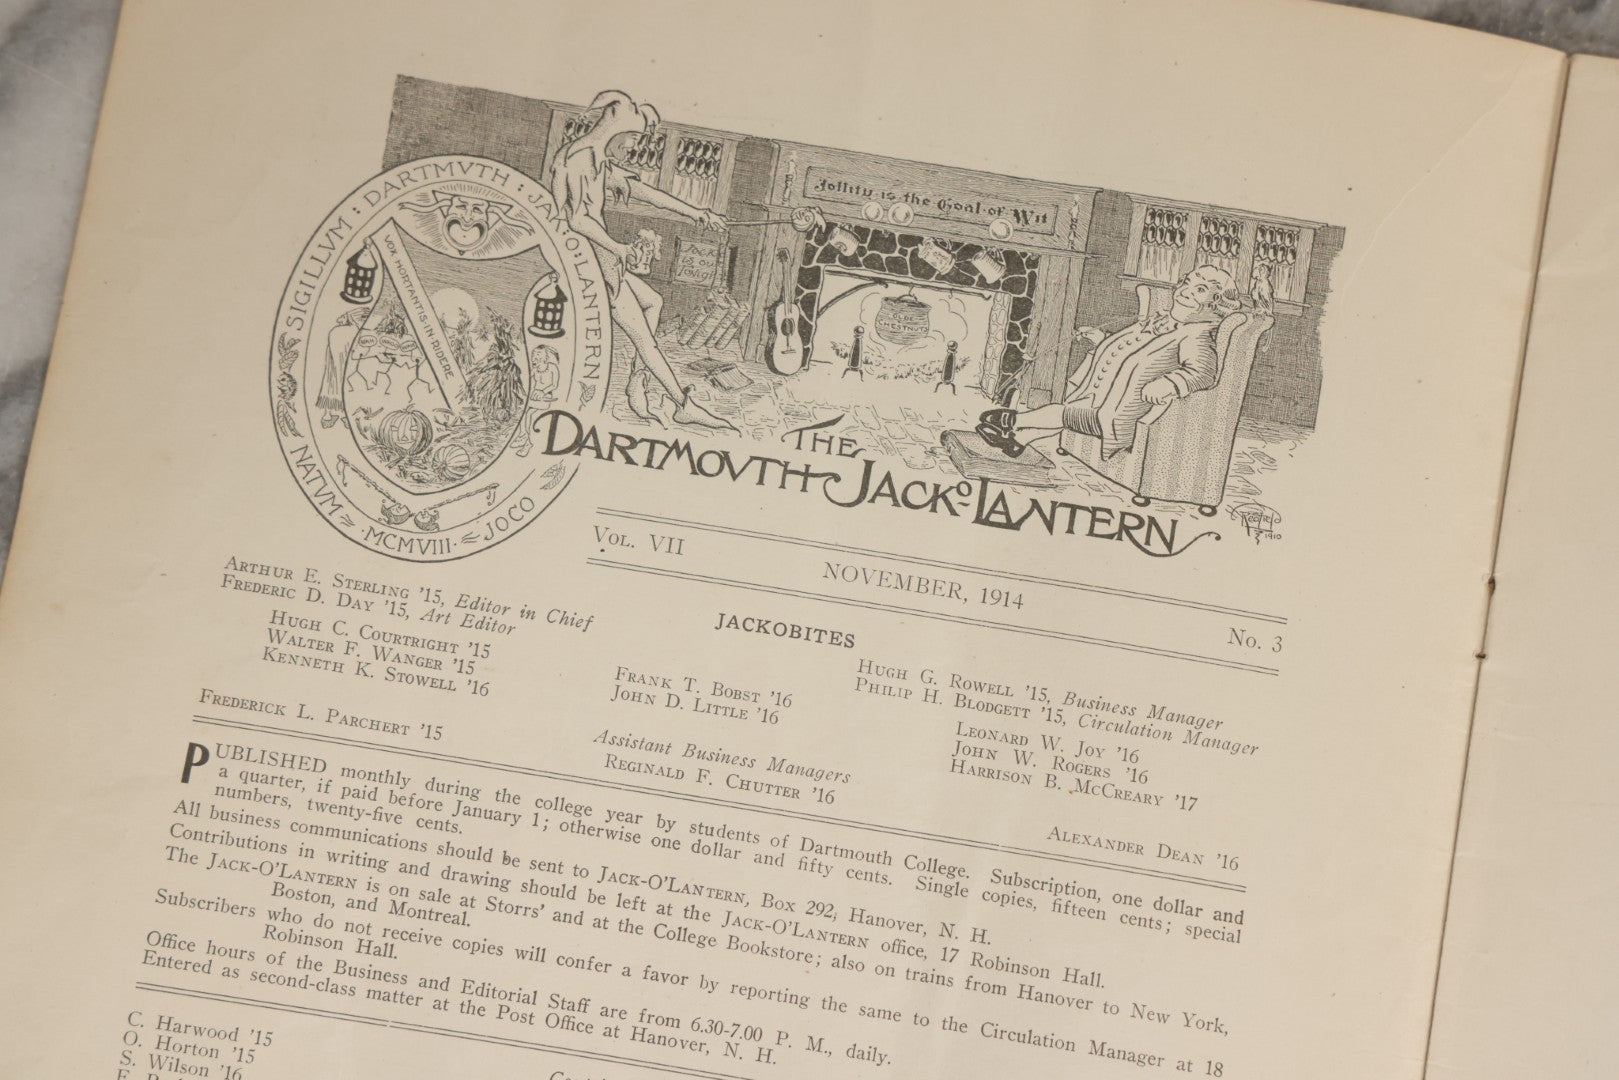 SIGILLVM : DARTMVTH : JAK : O : LANTERN
NATVM · MCMVIII · JOCO
VOX HORTANTIS IN RIDERE
Jollity is the Goal of Wit
OLDE
CHESTNUTS
THE
DARTMOVTH JACK-O-LANTERN
1910
VOL. VII
NOVEMBER, 1914
No. 3
JACKOBITES
ARTHUR E. STERLING '15, Editor in Chief
FREDERIC D. DAY '15, Art Editor
HUGH C. COURTRIGHT '15
WALTER F. WANGER '15
KENNETH K. STOWELL '16
FREDERICK L. PARCHERT '15
FRANK T. BOBST '16
JOHN D. LITTLE '16
Assistant Business Managers
REGINALD F. CHUTTER '16
HUGH G. ROWELL '15, Business Manager
PHILIP H. BLODGETT '15, Circulation Manager
LEONARD W. JOY '16
JOHN W. ROGERS '16
HARRISON B. MCCREARY '17
ALEXANDER DEAN '16
PUBLISHED monthly during the college year by students of Dartmouth College. Subscription, one dollar and
a quarter, if paid before January 1; otherwise one dollar and fifty cents. Single copies, fifteen cents; special
numbers, twenty-five cents.
All business communications should be sent to JACK-O'LANTERN, Box 292, Hanover, N. H.
Contributions in writing and drawing should be left at the JACK-O'LANTERN office, 17 Robinson Hall.
The JACK-O'LANTERN is on sale at Storrs' and at the College Bookstore; also on trains from Hanover to New York,
Boston, and Montreal.
Subscribers who do not receive copies will confer a favor by reporting the same to the Circulation Manager at 18
Robinson Hall.
Office hours of the Business and Editorial Staff are from 6.30-7.00 P. M., daily.
Entered as second-class matter at the Post Office at Hanover, N. H.
C. Harwood '15
O. Horton '15
S. Wilson '16